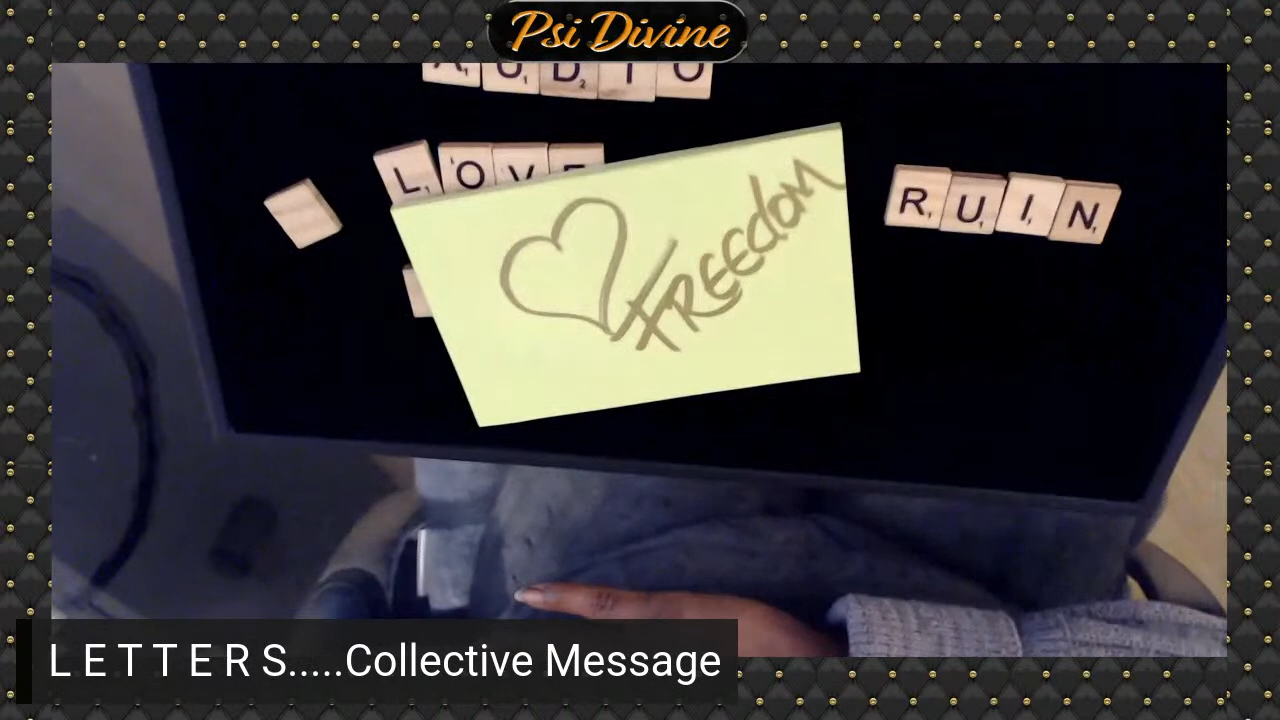 Psi Divine
AUDIO
LOVE
RUIN
FREEdOM
L E T T E R S.....Collective Message